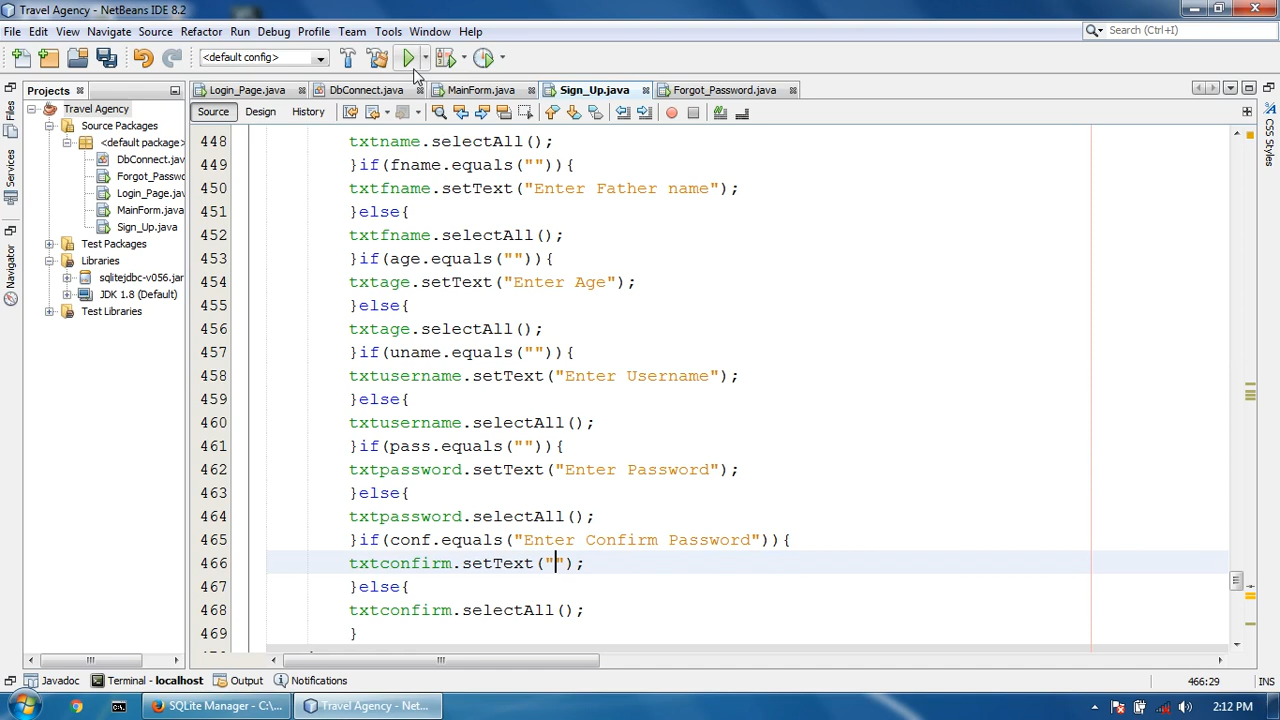 Travel Agency - NetBeans IDE 8.2
File Edit View Navigate Source Refactor Run Debug Profile Team Tools Window Help
Search (Ctrl+I)
<default config>
Projects
Login_Page.java DbConnect.java MainForm.java Sign_Up.java Forgot_Password.java
Source Design History
Travel Agency
Source Packages
<default package>
DbConnect.jav
Forgot_Passwo
Login_Page.jav
MainForm.java
Sign_Up.java
Test Packages
Libraries
sqlitejdbc-v056.jar
JDK 1.8 (Default)
Test Libraries
Files
Services
Navigator
CSS Styles
448 txtname.selectAll();
449 }if(fname.equals("")){
450 txtfname.setText("Enter Father name");
451 }else{
452 txtfname.selectAll();
453 }if(age.equals("")){
454 txtage.setText("Enter Age");
455 }else{
456 txtage.selectAll();
457 }if(uname.equals("")){
458 txtusername.setText("Enter Username");
459 }else{
460 txtusername.selectAll();
461 }if(pass.equals("")){
462 txtpassword.setText("Enter Password");
463 }else{
464 txtpassword.selectAll();
465 }if(conf.equals("Enter Confirm Password")){
466 txtconfirm.setText("");
467 }else{
468 txtconfirm.selectAll();
469 }
Javadoc Terminal - localhost Output Notifications
466:29 INS
SQLite Manager - C:\... Travel Agency - Net...
2:12 PM